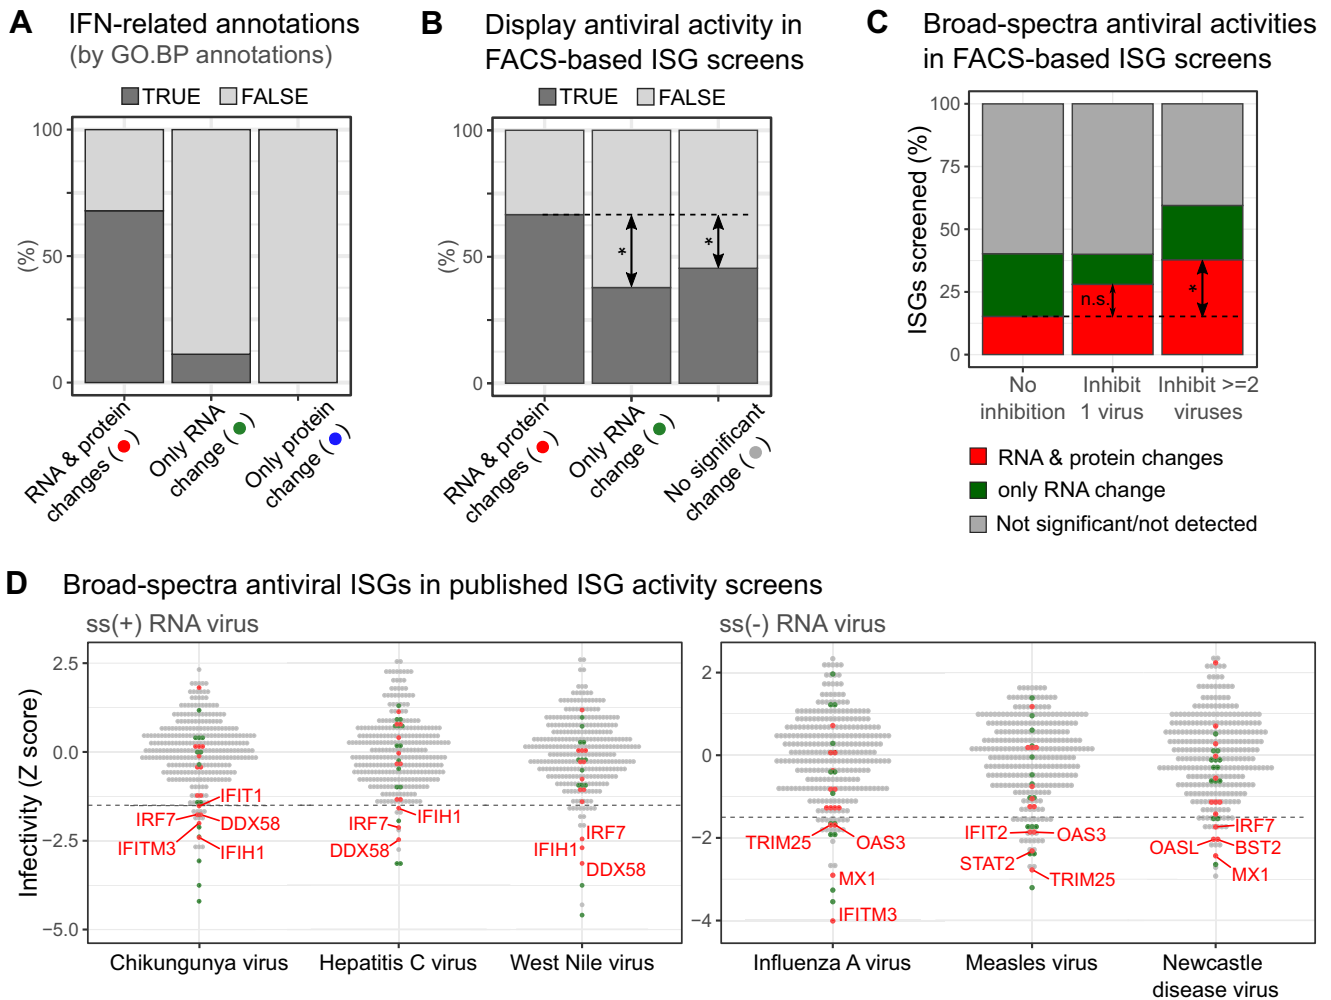 A IFN-related annotations
(by GO.BP annotations)
TRUE FALSE
100
50
0
(%)
RNA & protein
changes ( )
Only RNA
change ( )
Only protein
change ( )
B Display antiviral activity in
FACS-based ISG screens
TRUE FALSE
100
50
0
(%)
*
*
RNA & protein
changes ( )
Only RNA
change ( )
No significant
change ( )
C Broad-spectra antiviral activities
in FACS-based ISG screens
100
75
50
25
0
ISGs screened (%)
n.s.
*
No
inhibition
Inhibit
1 virus
Inhibit >=2
viruses
RNA & protein changes
only RNA change
Not significant/not detected
D Broad-spectra antiviral ISGs in published ISG activity screens
ss(+) RNA virus
Infectivity (Z score)
2.5
0.0
−2.5
−5.0
IFIT1
IRF7
DDX58
IFITM3
IFIH1
IFIH1
IRF7
DDX58
IRF7
IFIH1
DDX58
Chikungunya virus
Hepatitis C virus
West Nile virus
ss(-) RNA virus
2
0
−2
−4
TRIM25
OAS3
MX1
IFITM3
IFIT2
OAS3
STAT2
TRIM25
IRF7
OASL
BST2
MX1
Influenza A virus
Measles virus
Newcastle
disease virus